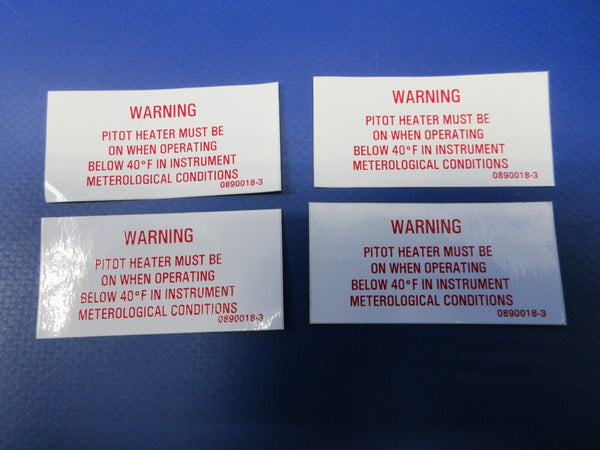 WARNING
PITOT HEATER MUST BE
ON WHEN OPERATING
BELOW 40°F IN INSTRUMENT
METEROLOGICAL CONDITIONS
0890018-3
WARNING
PITOT HEATER MUST BE
ON WHEN OPERATING
BELOW 40°F IN INSTRUMENT
METEROLOGICAL CONDITIONS
0890018-3
WARNING
PITOT HEATER MUST BE
ON WHEN OPERATING
BELOW 40°F IN INSTRUMENT
METEROLOGICAL CONDITIONS
0890018-3
WARNING
PITOT HEATER MUST BE
ON WHEN OPERATING
BELOW 40°F IN INSTRUMENT
METEROLOGICAL CONDITIONS
0890018-3